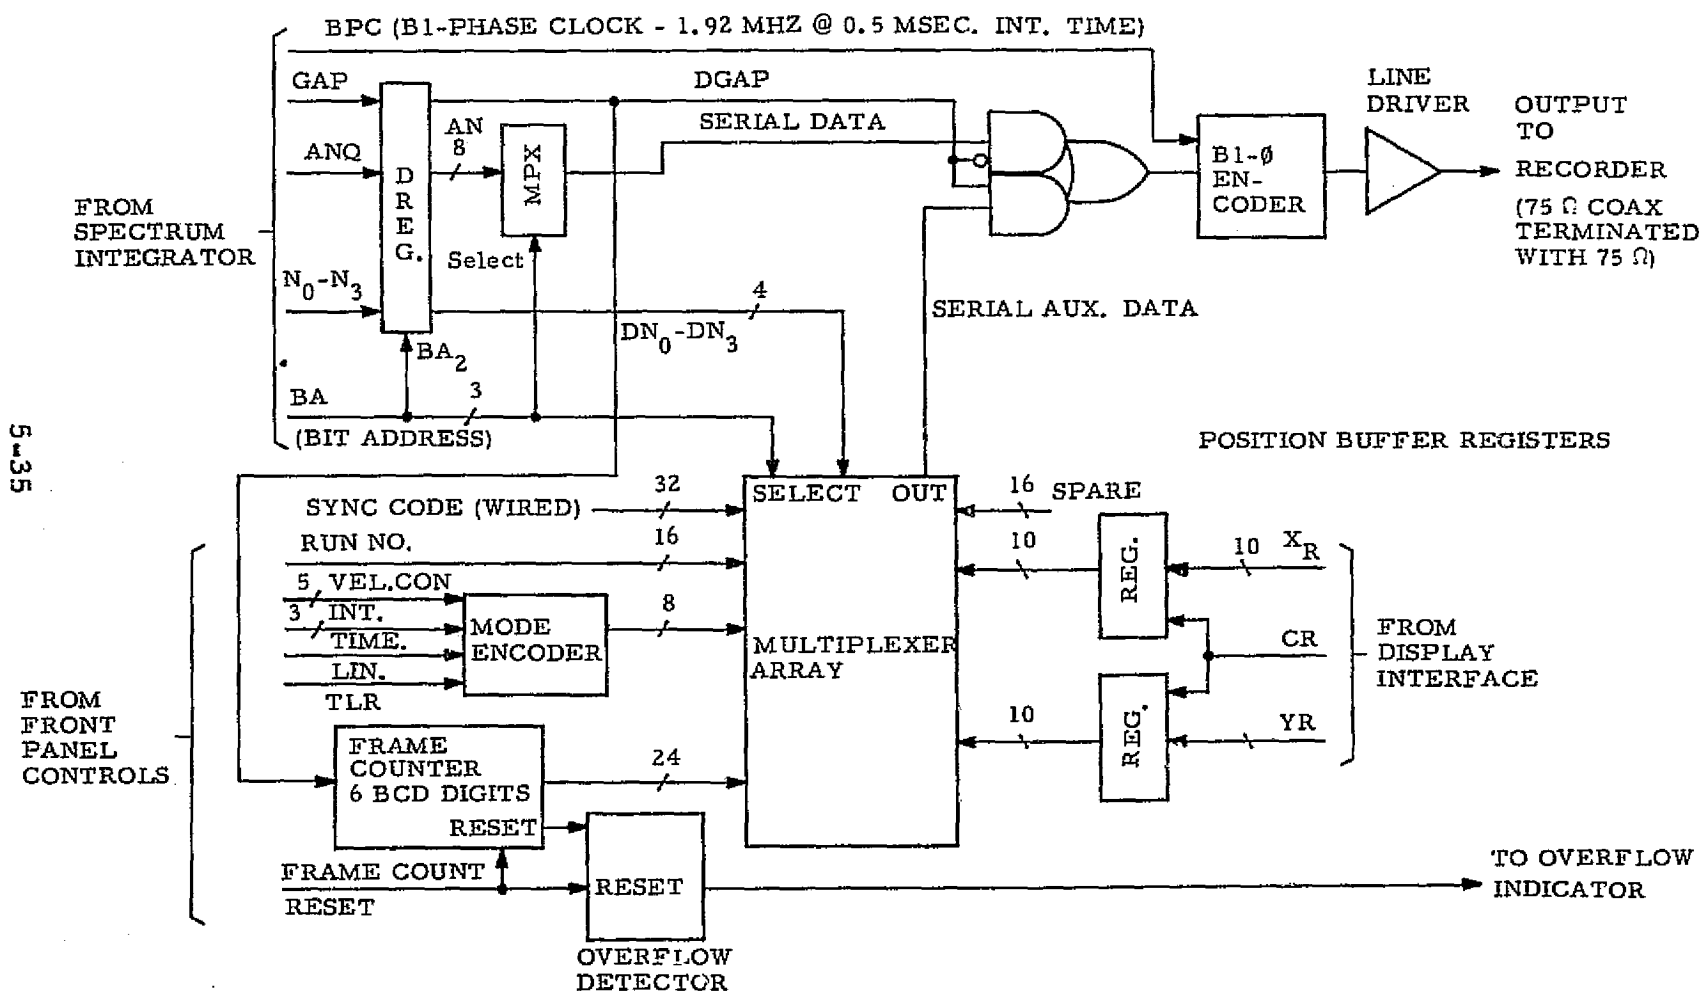 BPC (B1-PHASE CLOCK - 1.92 MHZ @ 0.5 MSEC. INT. TIME)
GAP
ANQ
N0-N3
BA
(BIT ADDRESS)
FROM
SPECTRUM
INTEGRATOR
D
REG.
BA2
AN
8
MPX
Select
3
DGAP
SERIAL DATA
4
DN0-DN3
SERIAL AUX. DATA
B1-Ø
EN-
CODER
LINE
DRIVER
OUTPUT
TO
RECORDER
(75 Ω COAX
TERMINATED
WITH 75 Ω)
5-35
POSITION BUFFER REGISTERS
SYNC CODE (WIRED)
32
RUN NO.
16
5
VEL.CON
3
INT.
TIME.
LIN.
TLR
MODE
ENCODER
8
FROM
FRONT
PANEL
CONTROLS
FRAME
COUNTER
6 BCD DIGITS
RESET
24
FRAME COUNT
RESET
RESET
OVERFLOW
DETECTOR
SELECT
OUT
MULTIPLEXER
ARRAY
16
SPARE
10
REG.
10
XR
CR
10
REG.
YR
FROM
DISPLAY
INTERFACE
TO OVERFLOW
INDICATOR